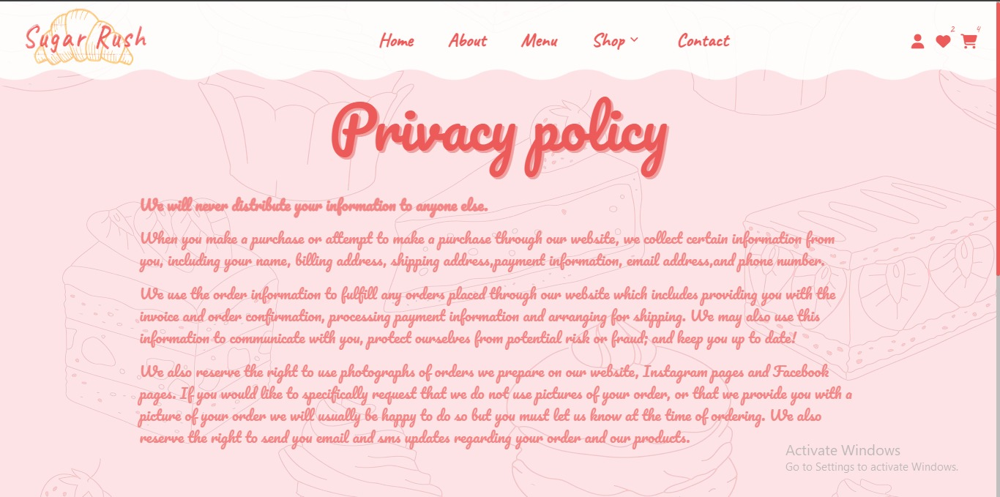 Sugar Rush
Home About Menu Shop Contact
2 4
Privacy policy
We will never distribute your information to anyone else.
When you make a purchase or attempt to make a purchase through our website, we collect certain information from
you, including your name, billing address, shipping address,payment information, email address,and phone number.
We use the order information to fulfill any orders placed through our website which includes providing you with the
invoice and order confirmation, processing payment information and arranging for shipping. We may also use this
information to communicate with you, protect ourselves from potential risk or fraud; and keep you up to date!
We also reserve the right to use photographs of orders we prepare on our website, Instagram pages and Facebook
pages. If you would like to specifically request that we do not use pictures of your order, or that we provide you with a
picture of your order we will usually be happy to do so but you must let us know at the time of ordering. We also
reserve the right to send you email and sms updates regarding your order and our products.
Activate Windows
Go to Settings to activate Windows.